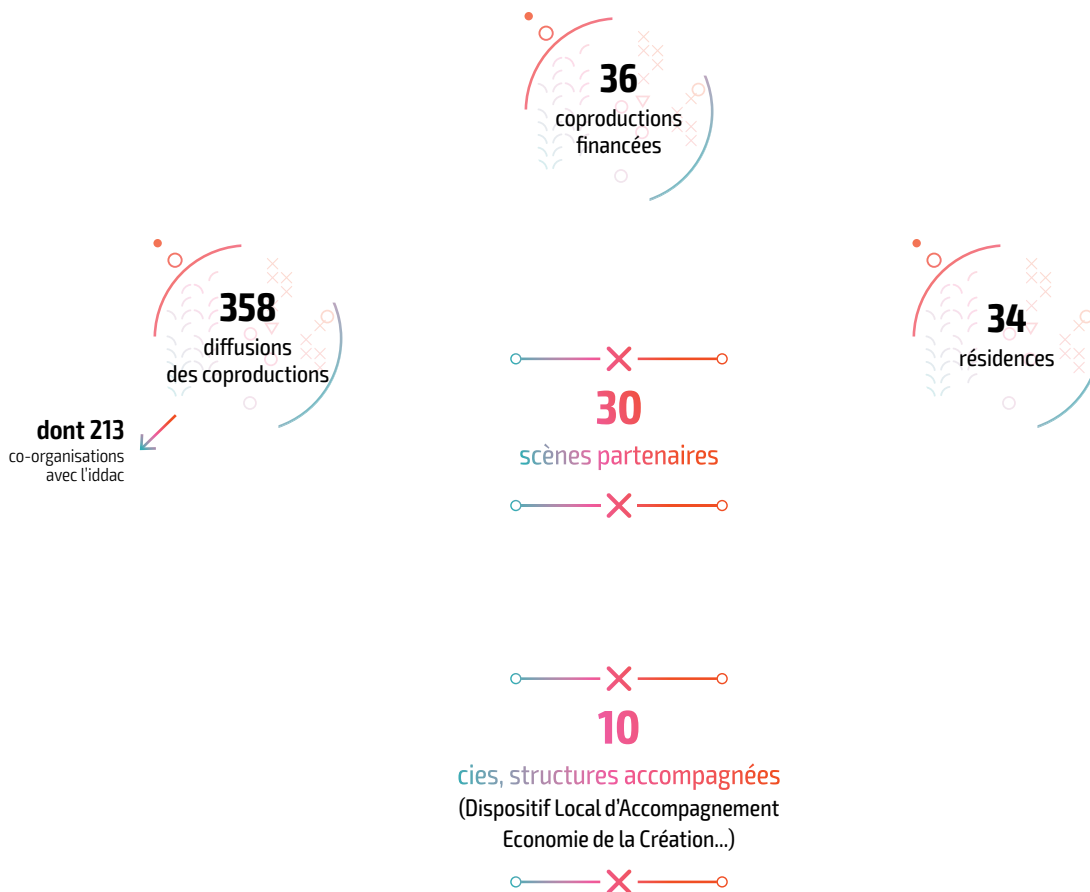 36
coproductions
financées
358
diffusions
des coproductions
dont 213
co-organisations
avec l'iddac
34
résidences
30
scènes partenaires
10
cies, structures accompagnées
(Dispositif Local d'Accompagnement
Economie de la Création...)